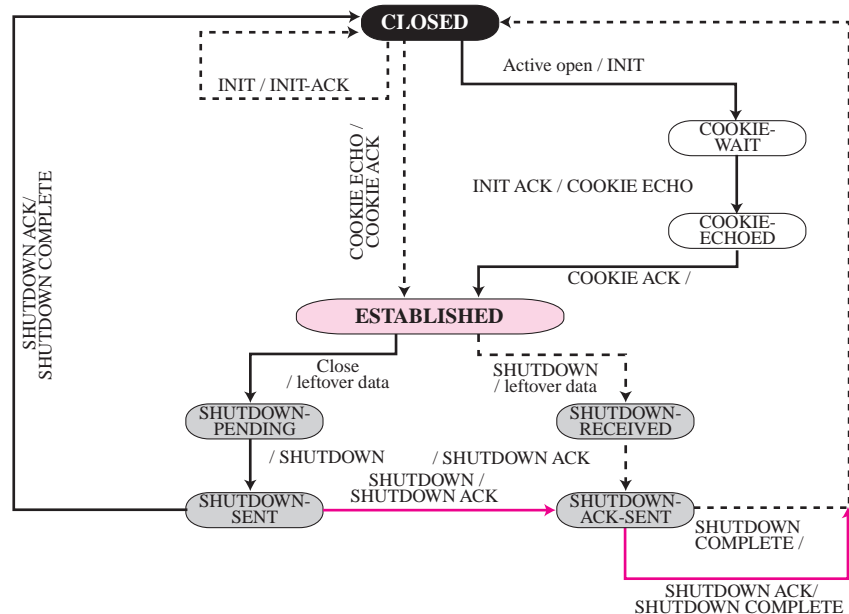 CLOSED
INIT / INIT-ACK
Active open / INIT
COOKIE-
WAIT
COOKIE ECHO /
COOKIE ACK
INIT ACK / COOKIE ECHO
COOKIE-
ECHOED
SHUTDOWN ACK/
SHUTDOWN COMPLETE
COOKIE ACK /
ESTABLISHED
Close
/ leftover data
SHUTDOWN
/ leftover data
SHUTDOWN-
PENDING
SHUTDOWN-
RECEIVED
/ SHUTDOWN
/ SHUTDOWN ACK
SHUTDOWN /
SHUTDOWN ACK
SHUTDOWN-
SENT
SHUTDOWN-
ACK-SENT
SHUTDOWN
COMPLETE /
SHUTDOWN ACK/
SHUTDOWN COMPLETE